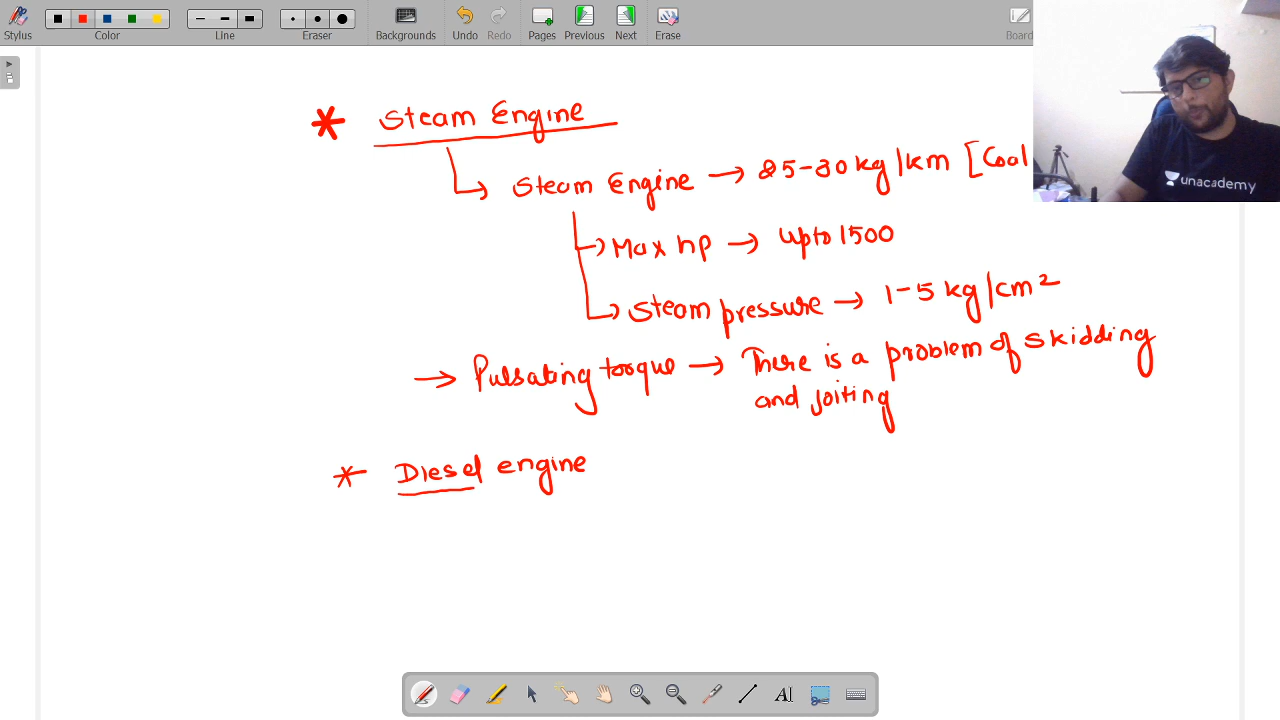 Stylus
Color
Line
Eraser
Backgrounds
Undo
Redo
Pages
Previous
Next
Erase
Board
unacademy
* Steam Engine
Steam Engine → 25-30 kg/km [Coal
→ Max hp → upto 1500
→ Steam pressure → 1-5 kg/cm²
→ Pulsating torque → There is a problem of skidding
and joiting
* Diesel engine
AI